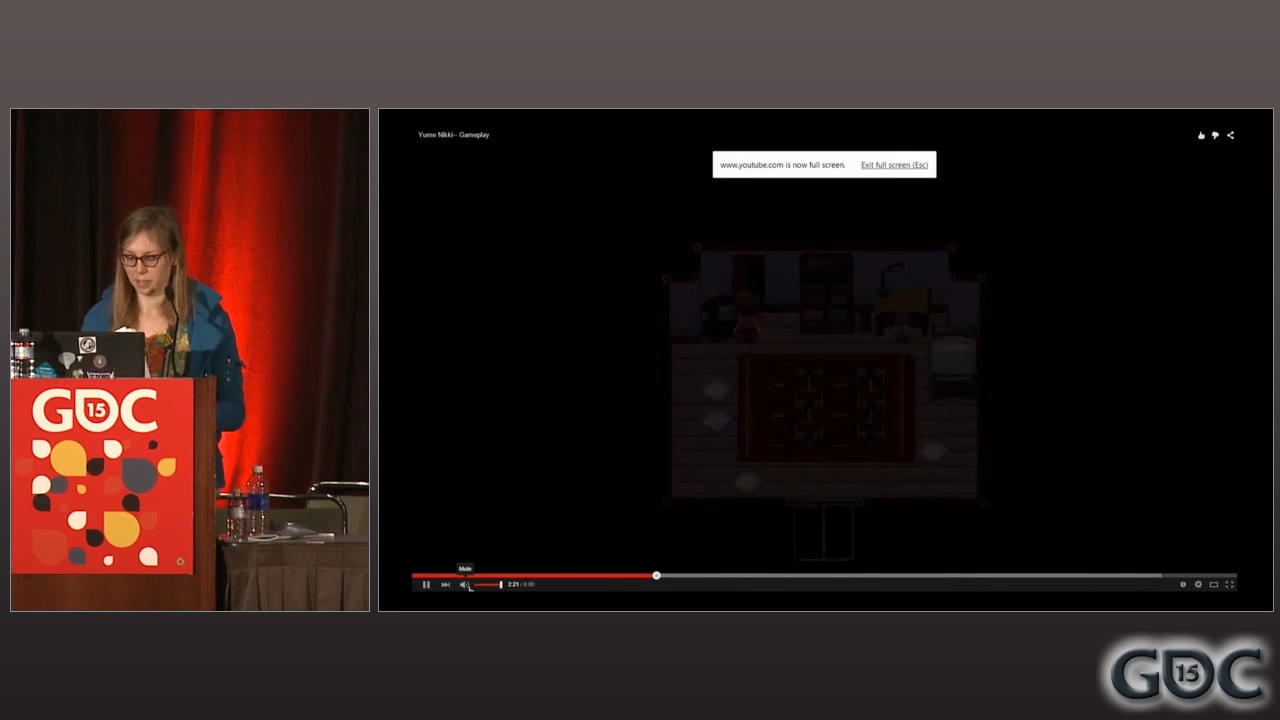 Yume Nikki-- Gameplay
www.youtube.com is now full screen. Exit full screen (Esc)
GDC
15
Mute
2:21 / 8:00
GDC
15